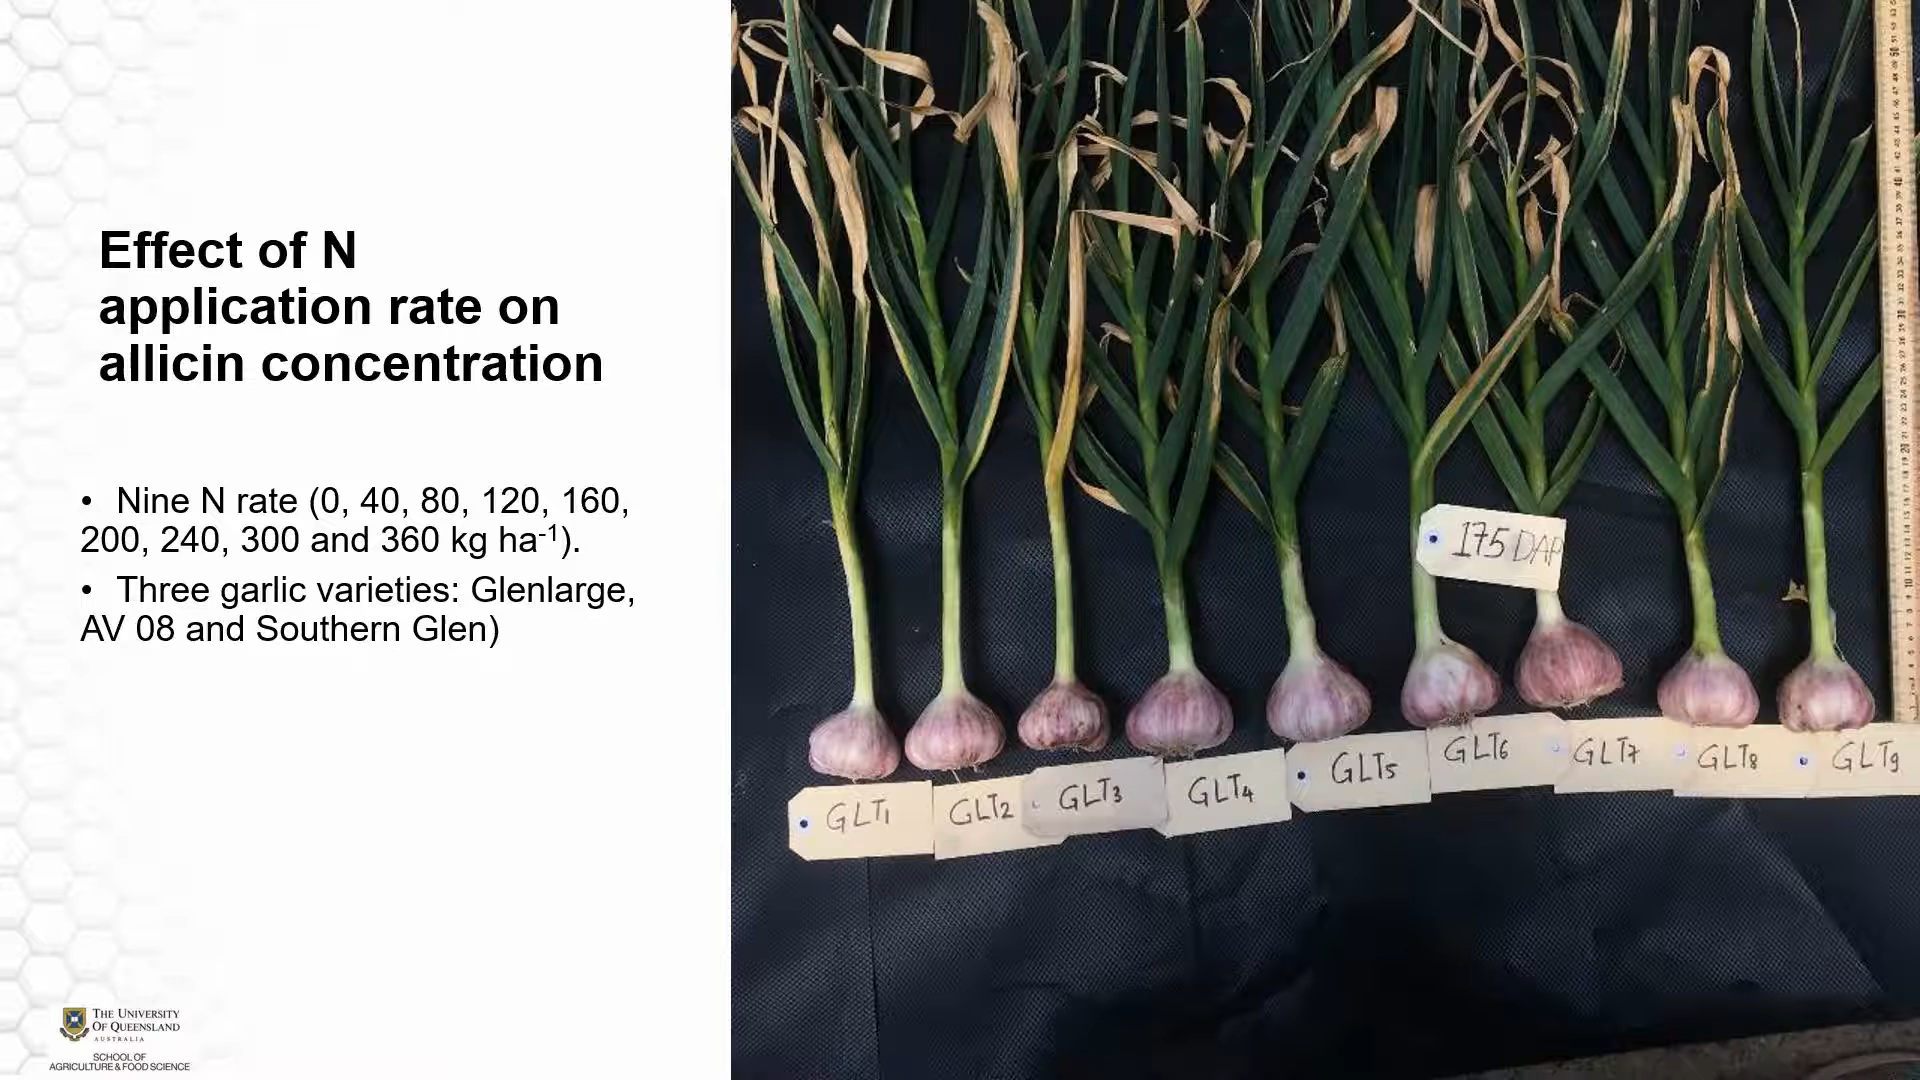 Effect of N
application rate on
allicin concentration
• Nine N rate (0, 40, 80, 120, 160,
200, 240, 300 and 360 kg ha⁻¹).
• Three garlic varieties: Glenlarge,
AV 08 and Southern Glen)
THE UNIVERSITY
OF QUEENSLAND
AUSTRALIA
SCHOOL OF
AGRICULTURE & FOOD SCIENCE
175 DAP
GLT1
GLT2
GLT3
GLT4
GLT5
GLT6
GLT7
GLT8
GLT9